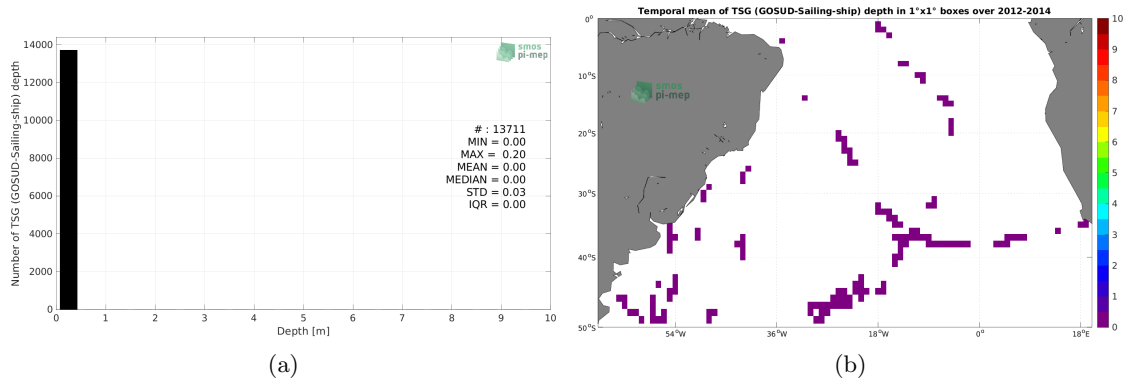 14000
12000
10000
8000
6000
4000
2000
0
Number of TSG (GOSUD-Sailing-ship) depth
smos
pi-mep
# : 13711
MIN = 0.00
MAX = 0.20
MEAN = 0.00
MEDIAN = 0.00
STD = 0.03
IQR = 0.00
0 1 2 3 4 5 6 7 8 9 10
Depth [m]
(a)
Temporal mean of TSG (GOSUD-Sailing-ship) depth in 1°x1° boxes over 2012-2014
0°
10°S
20°S
30°S
40°S
50°S
smos
pi-mep
54°W 36°W 18°W 0° 18°E
10
9
8
7
6
5
4
3
2
1
0
(b)